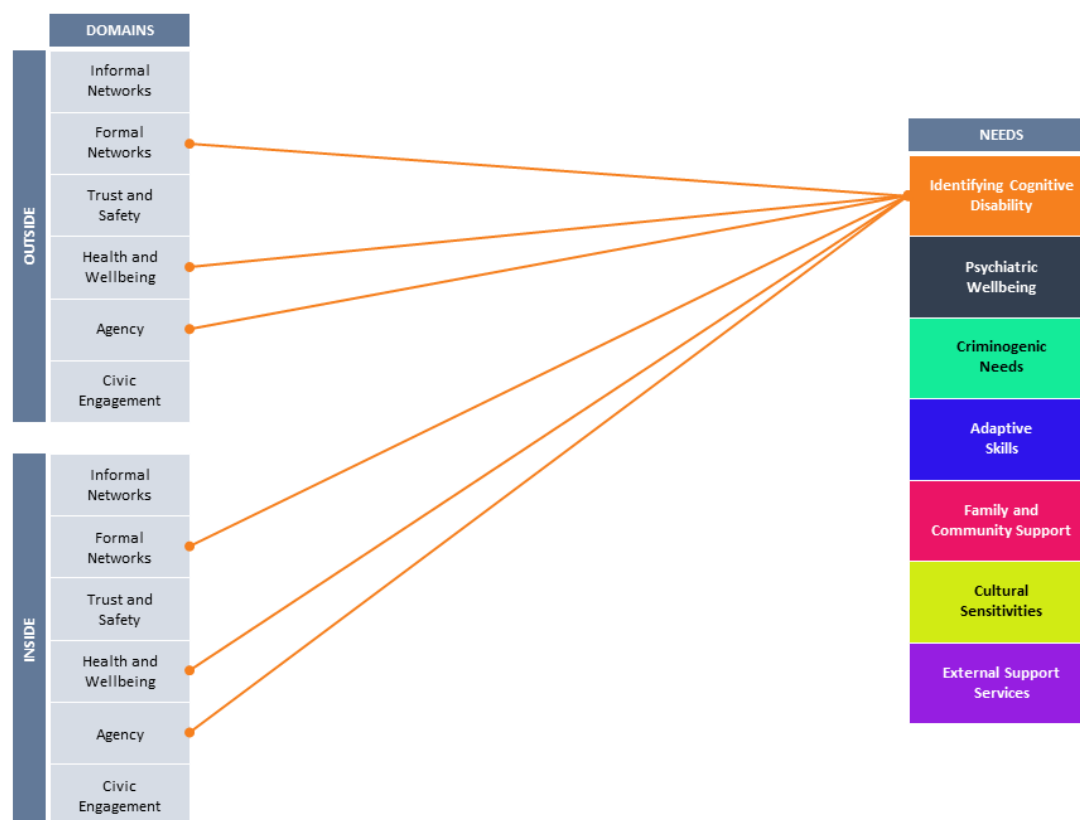 DOMAINS
OUTSIDE
Informal
Networks
Formal
Networks
Trust and
Safety
Health and
Wellbeing
Agency
Civic
Engagement
INSIDE
Informal
Networks
Formal
Networks
Trust and
Safety
Health and
Wellbeing
Agency
Civic
Engagement
NEEDS
Identifying Cognitive
Disability
Psychiatric
Wellbeing
Criminogenic
Needs
Adaptive
Skills
Family and
Community Support
Cultural
Sensitivities
External Support
Services